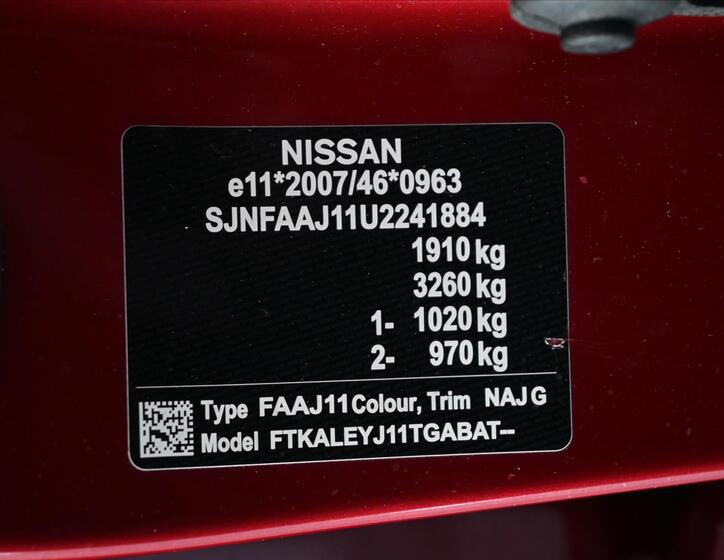 NISSAN
e11*2007/46*0963
SJNFAAJ11U2241884
1910 kg
3260 kg
1- 1020 kg
2- 970 kg
Type FAAJ11 Colour, Trim NAJ G
Model FTKALEYJ11TGABAT--